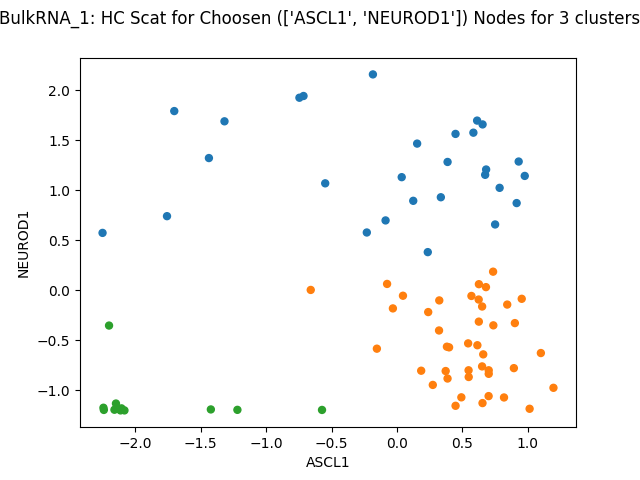 BulkRNA_1: HC Scat for Choosen (['ASCL1', 'NEUROD1']) Nodes for 3 clusters
2.0
1.5
1.0
0.5
0.0
−0.5
−1.0
NEUROD1
−2.0 −1.5 −1.0 −0.5 0.0 0.5 1.0
ASCL1